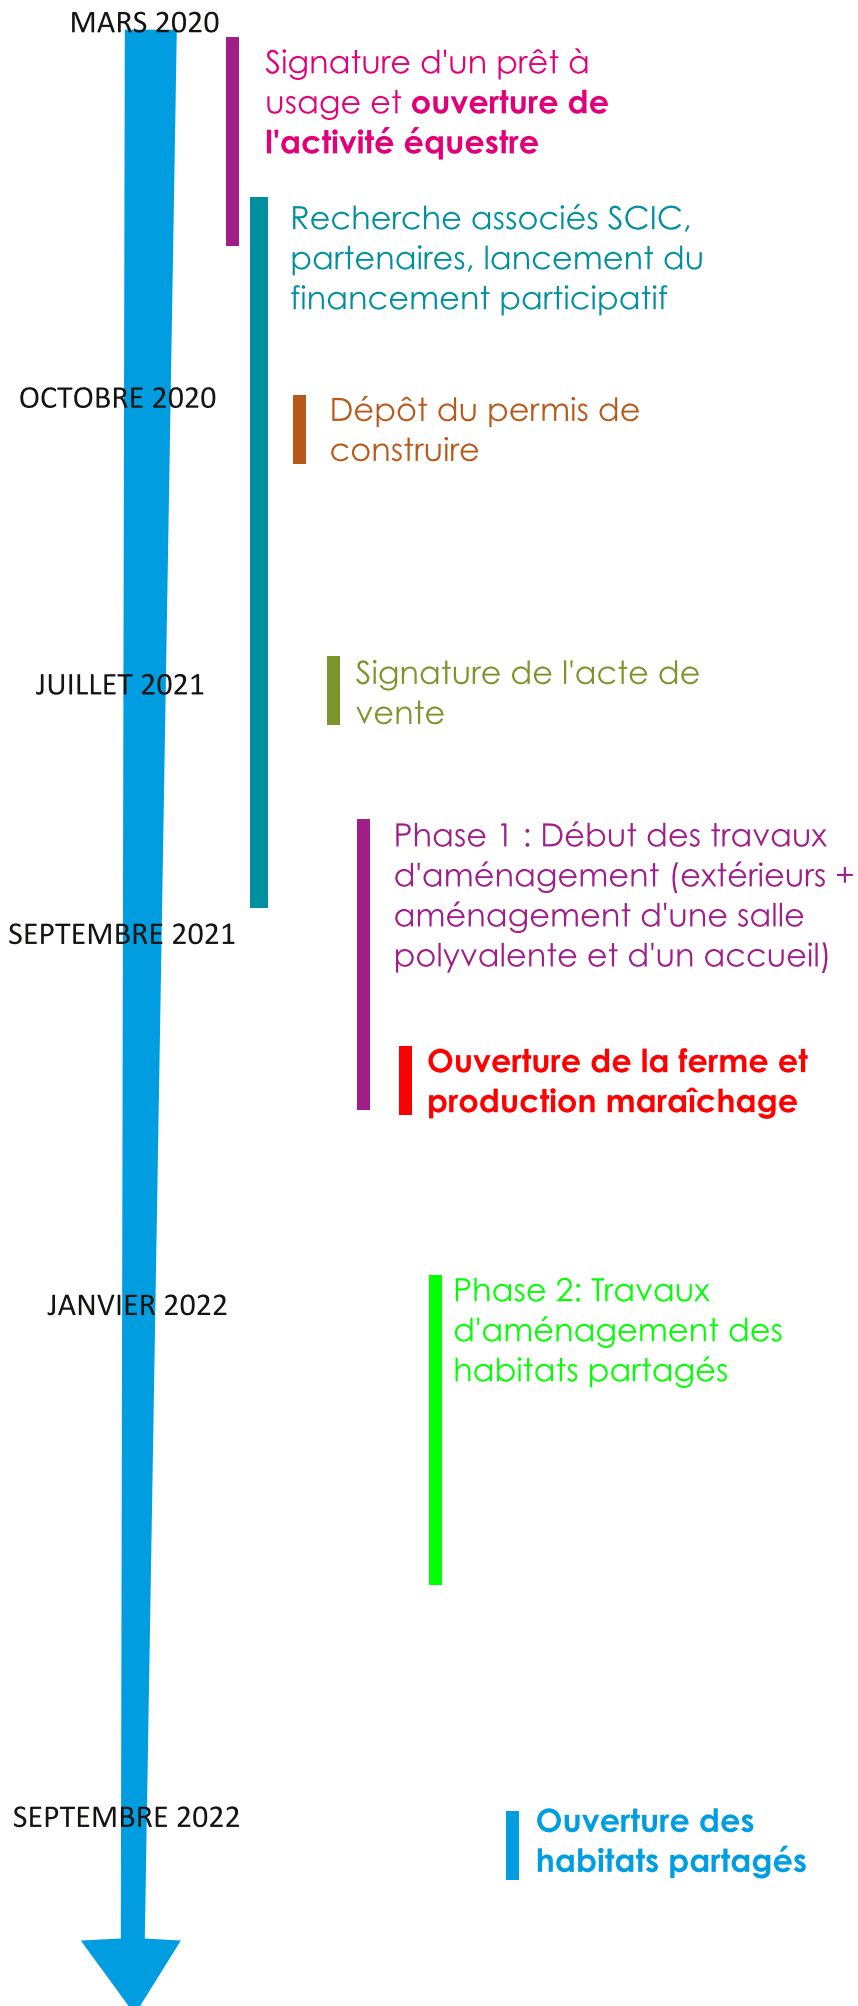 MARS 2020
Signature d'un prêt à
usage et ouverture de
l'activité équestre
Recherche associés SCIC,
partenaires, lancement du
financement participatif
OCTOBRE 2020
Dépôt du permis de
construire
JUILLET 2021
Signature de l'acte de
vente
Phase 1 : Début des travaux
d'aménagement (extérieurs +
aménagement d'une salle
polyvalente et d'un accueil)
SEPTEMBRE 2021
Ouverture de la ferme et
production maraîchage
JANVIER 2022
Phase 2: Travaux
d'aménagement des
habitats partagés
SEPTEMBRE 2022
Ouverture des
habitats partagés